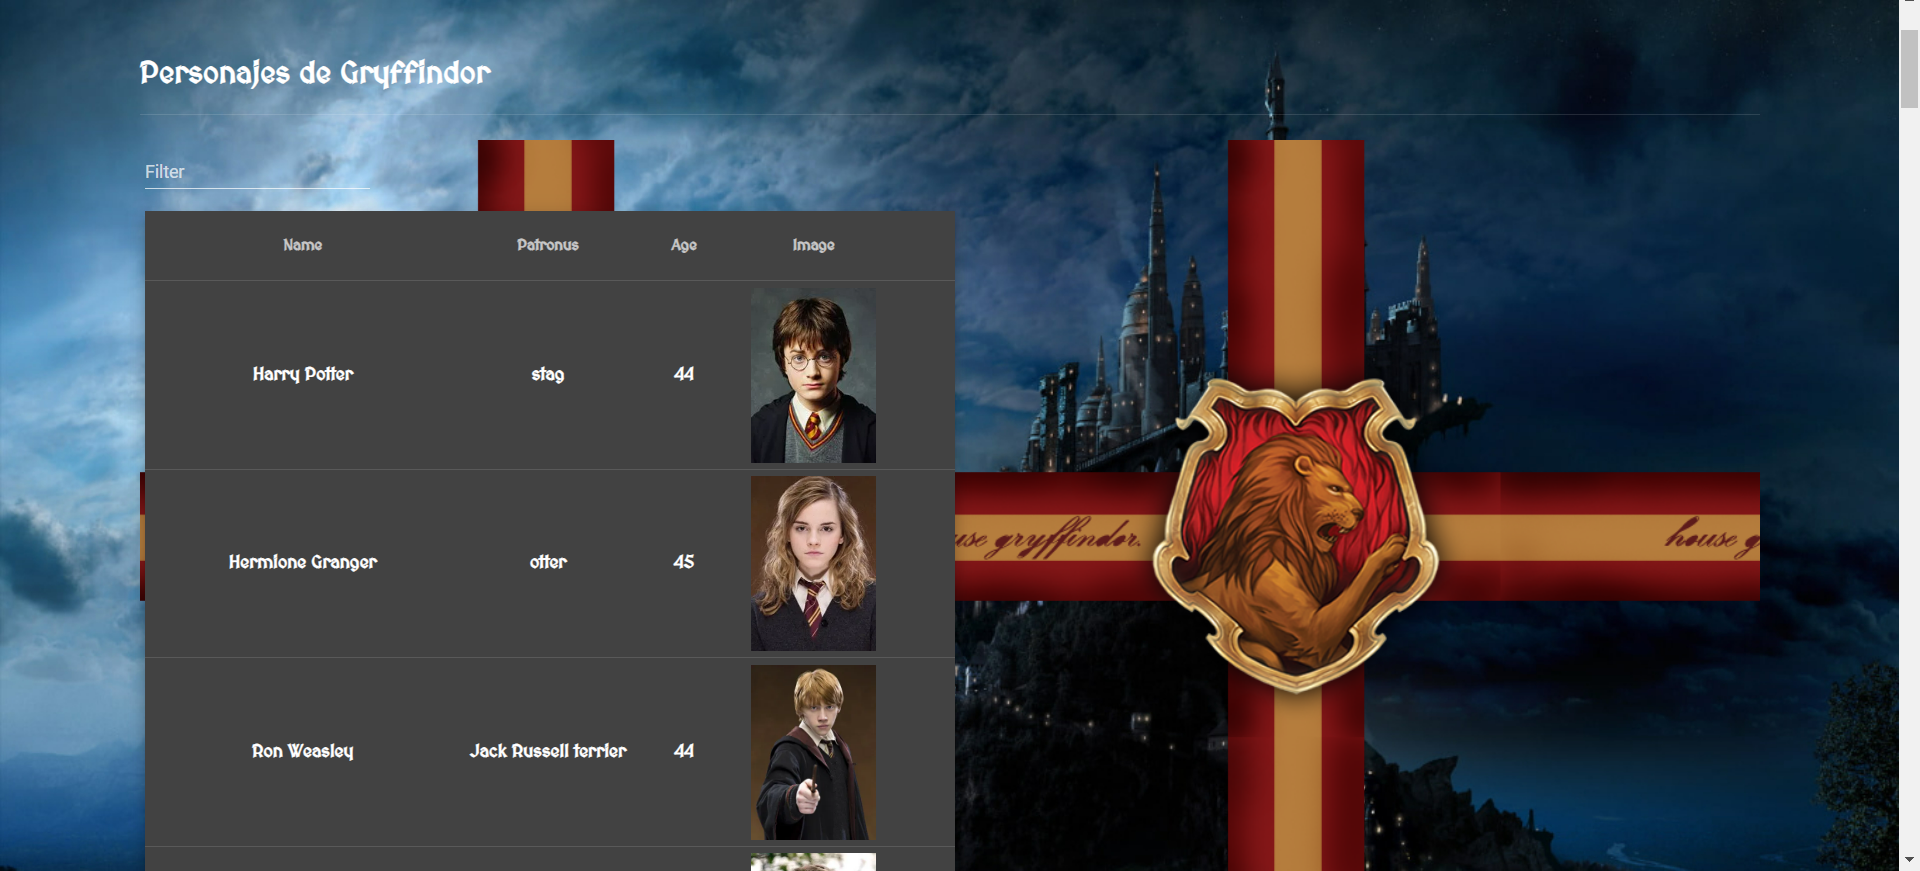 Personajes de Gryffindor
Filter
Name Patronus Age Image
Harry Potter stag 44
house gryffindor.
Hermione Granger otter 45
Ron Weasley Jack Russell terrier 44